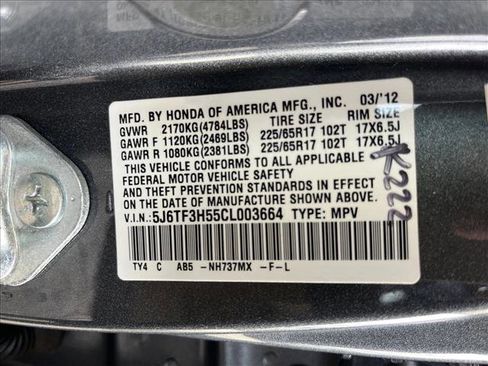 MFD. BY HONDA OF AMERICA MFG., INC. 03/'12
GVWR 2170KG(4784LBS) TIRE SIZE RIM SIZE
GAWR F 1120KG(2469LBS) 225/65R17 102T 17X6.5J
GAWR R 1080KG(2381LBS) 225/65R17 102T 17X6.5J
THIS VEHICLE CONFORMS TO ALL APPLICABLE
FEDERAL MOTOR VEHICLE SAFETY
AND THEFT PREVENTION STANDARDS IN EFFECT
ON THE DATE OF MANUFACTURE SHOWN ABOVE.
V.I.N.: 5J6TF3H55CL003664 TYPE: MPV
TY4 C AB5 -NH737MX -F-L
K222